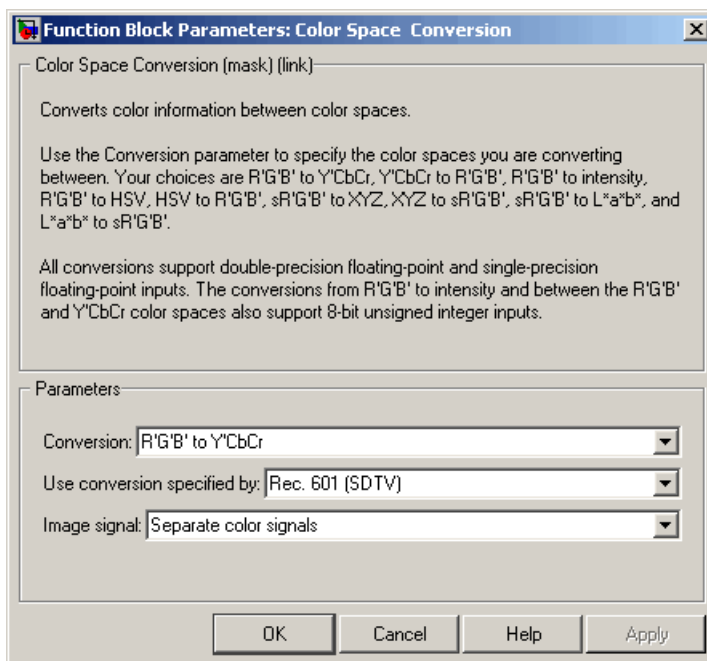 Function Block Parameters: Color Space Conversion
Color Space Conversion (mask) (link)
Converts color information between color spaces.
Use the Conversion parameter to specify the color spaces you are converting
between. Your choices are R'G'B' to Y'CbCr, Y'CbCr to R'G'B', R'G'B' to intensity,
R'G'B' to HSV, HSV to R'G'B', sR'G'B' to XYZ, XYZ to sR'G'B', sR'G'B' to L*a*b*, and
L*a*b* to sR'G'B'.
All conversions support double-precision floating-point and single-precision
floating-point inputs. The conversions from R'G'B' to intensity and between the R'G'B'
and Y'CbCr color spaces also support 8-bit unsigned integer inputs.
Parameters
Conversion: R'G'B' to Y'CbCr
Use conversion specified by: Rec. 601 (SDTV)
Image signal: Separate color signals
OK Cancel Help Apply